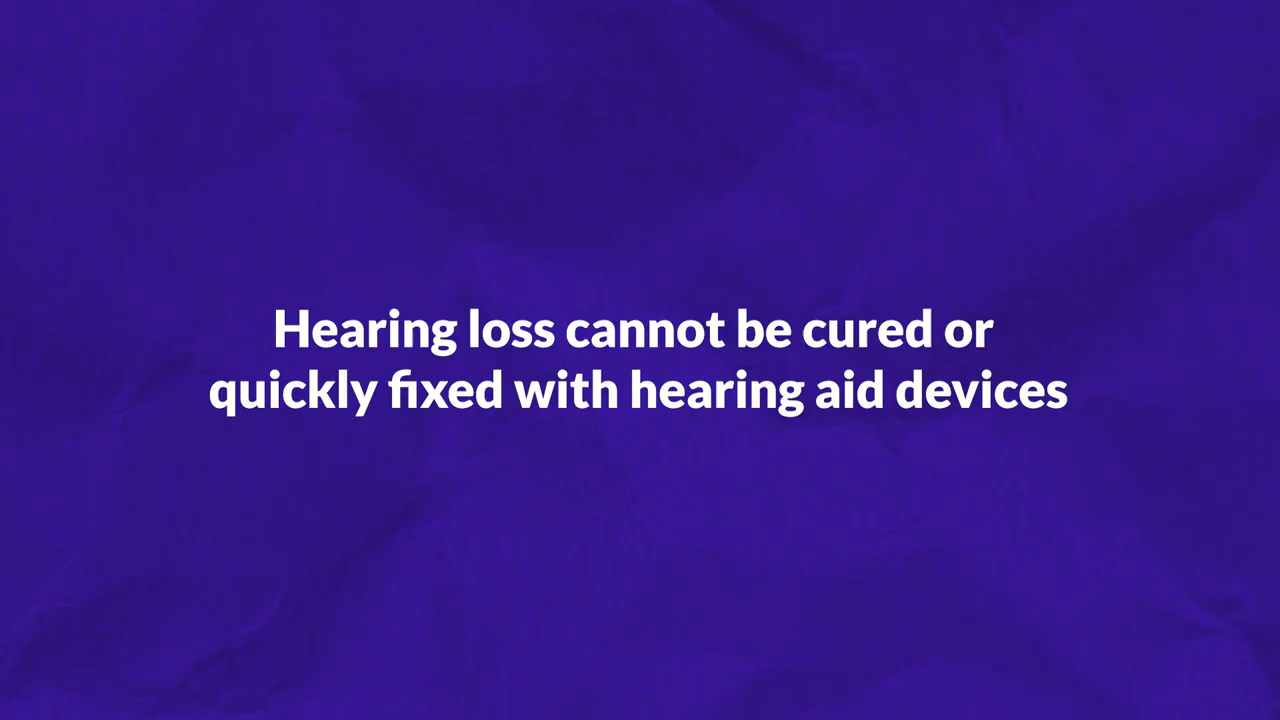 Hearing loss cannot be cured or
quickly fixed with hearing aid devices